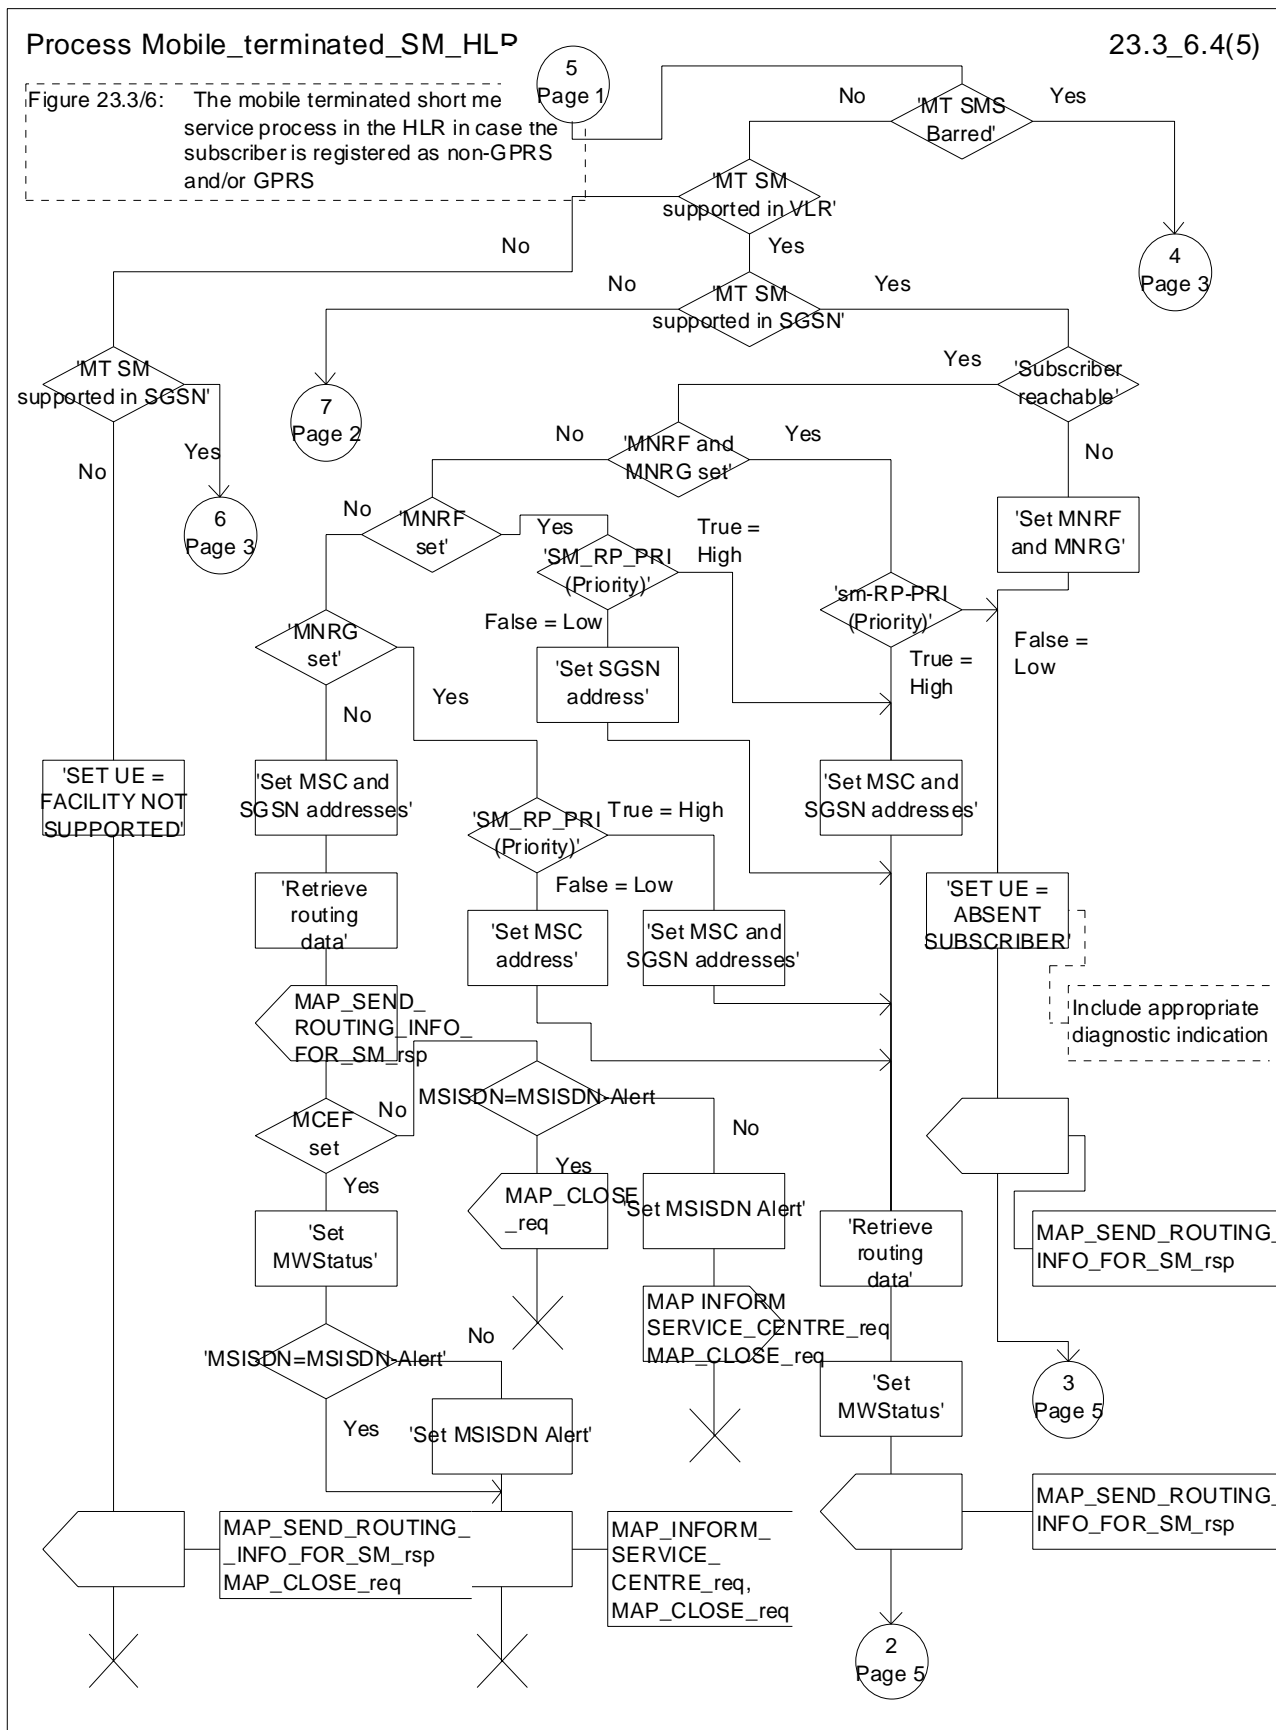 Process Mobile_terminated_SM_HLR
23.3_6.4(5)
5
Page 1
Figure 23.3/6: The mobile terminated short me
service process in the HLR in case the
subscriber is registered as non-GPRS
and/or GPRS
No
'MT SMS
Barred'
Yes
'MT SM
supported in VLR'
No
Yes
4
Page 3
No
'MT SM
supported in SGSN'
Yes
'MT SM
supported in SGSN'
Yes
'Subscriber
reachable'
7
Page 2
No
Yes
No
'MNRF and
MNRG set'
Yes
No
6
Page 3
No
'MNRF
set'
Yes
True =
High
'Set MNRF
and MNRG'
'SM_RP_PRI
(Priority)'
'sm-RP-PRI
(Priority)'
False = Low
False =
Low
True =
High
'MNRG
set'
Yes
No
'Set SGSN
address'
'SET UE =
FACILITY NOT
SUPPORTED'
'Set MSC and
SGSN addresses'
'SM_RP_PRI
(Priority)'
True = High
'Set MSC and
SGSN addresses'
False = Low
'Retrieve
routing
data'
'Set MSC
address'
'Set MSC and
SGSN addresses'
'SET UE =
ABSENT
SUBSCRIBER'
Include appropriate
diagnostic indication
MAP_SEND_
ROUTING_INFO_
FOR_SM_rsp
MCEF
set
No
MSISDN=MSISDN-Alert
No
Yes
Yes
MAP_CLOSE
_req
'Set MSISDN Alert'
'Set
MWStatus'
'Retrieve
routing
data'
MAP_SEND_ROUTING_
INFO_FOR_SM_rsp
MAP INFORM
SERVICE_CENTRE_req
MAP_CLOSE_req
'MSISDN=MSISDN-Alert'
No
Yes
'Set MSISDN Alert'
'Set
MWStatus'
3
Page 5
MAP_SEND_ROUTING_
_INFO_FOR_SM_rsp
MAP_CLOSE_req
MAP_INFORM_
SERVICE_
CENTRE_req,
MAP_CLOSE_req
MAP_SEND_ROUTING_
INFO_FOR_SM_rsp
2
Page 5